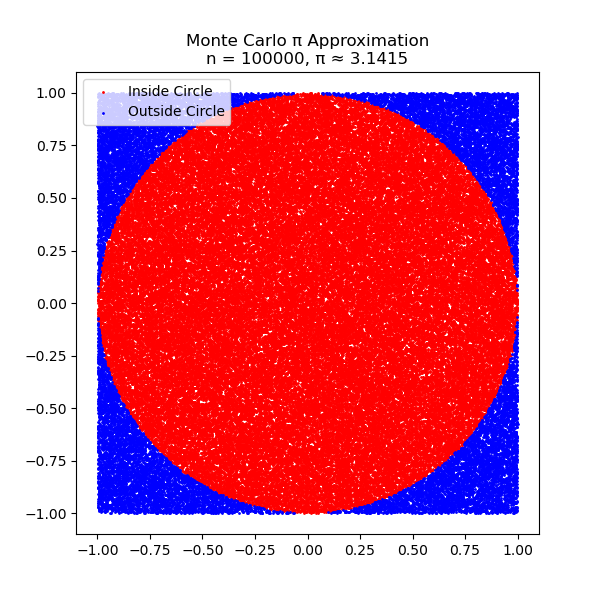 Monte Carlo π Approximation
n = 100000, π ≈ 3.1415
Inside Circle
Outside Circle
1.00
0.75
0.50
0.25
0.00
−0.25
−0.50
−0.75
−1.00
−1.00 −0.75 −0.50 −0.25 0.00 0.25 0.50 0.75 1.00